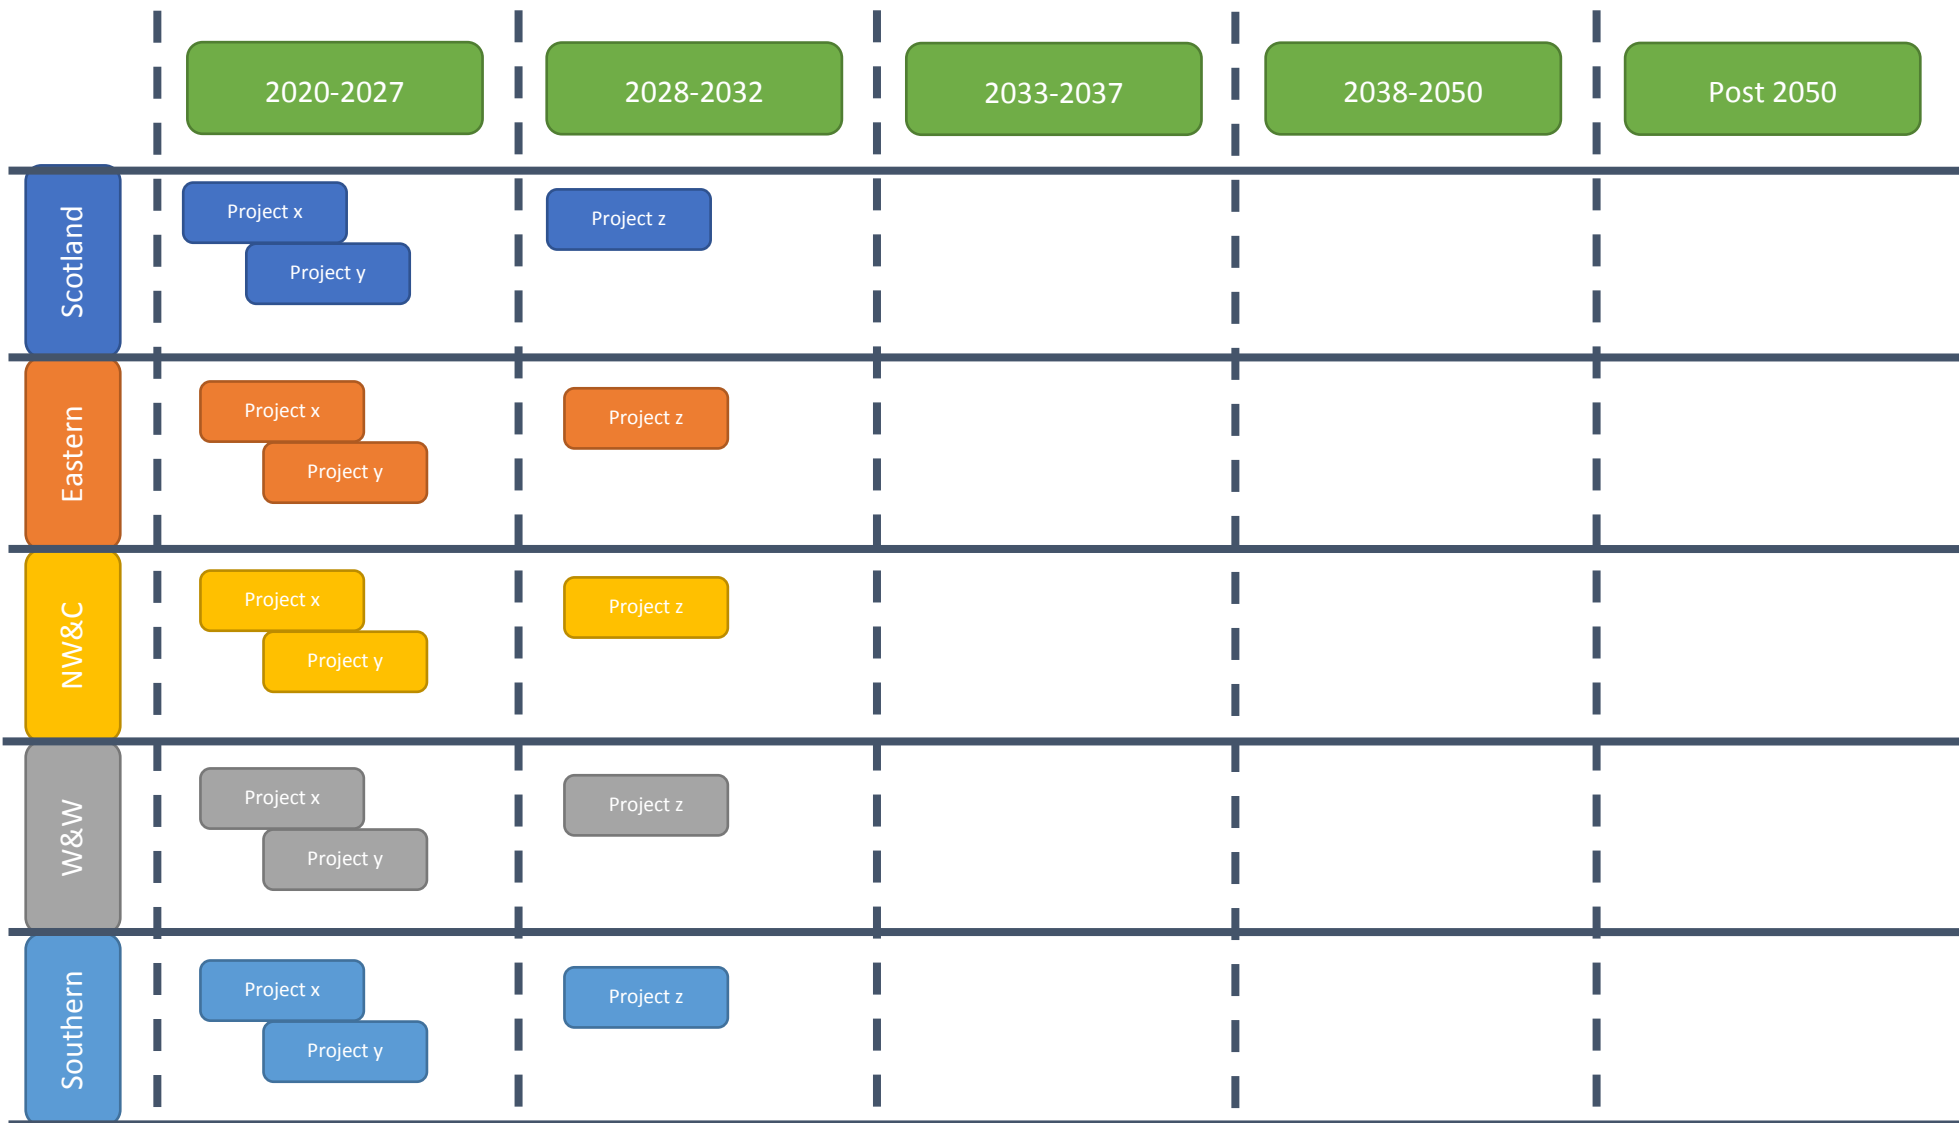 2020-2027
2028-2032
2033-2037
2038-2050
Post 2050
Scotland
Project x
Project y
Project z
Eastern
Project x
Project y
Project z
NW&C
Project x
Project y
Project z
W&W
Project x
Project y
Project z
Southern
Project x
Project y
Project z